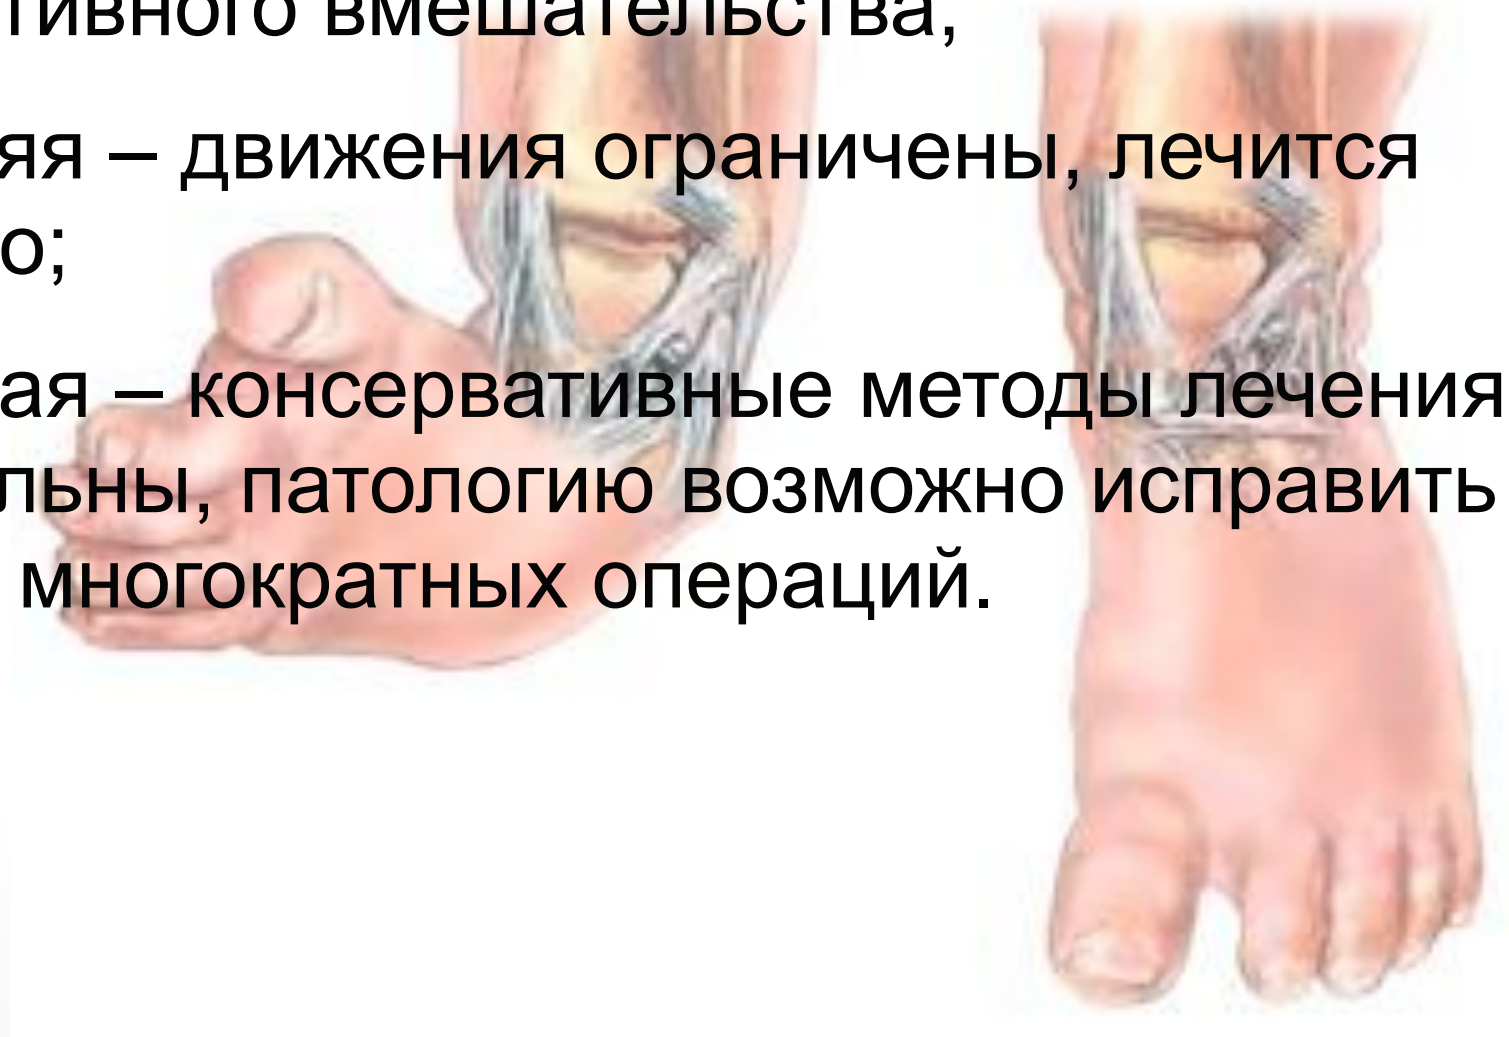 тивного вмешательства,
яя – движения ограничены, лечится
о;
ая – консервативные методы лечения
льны, патологию возможно исправить
многократных операций.